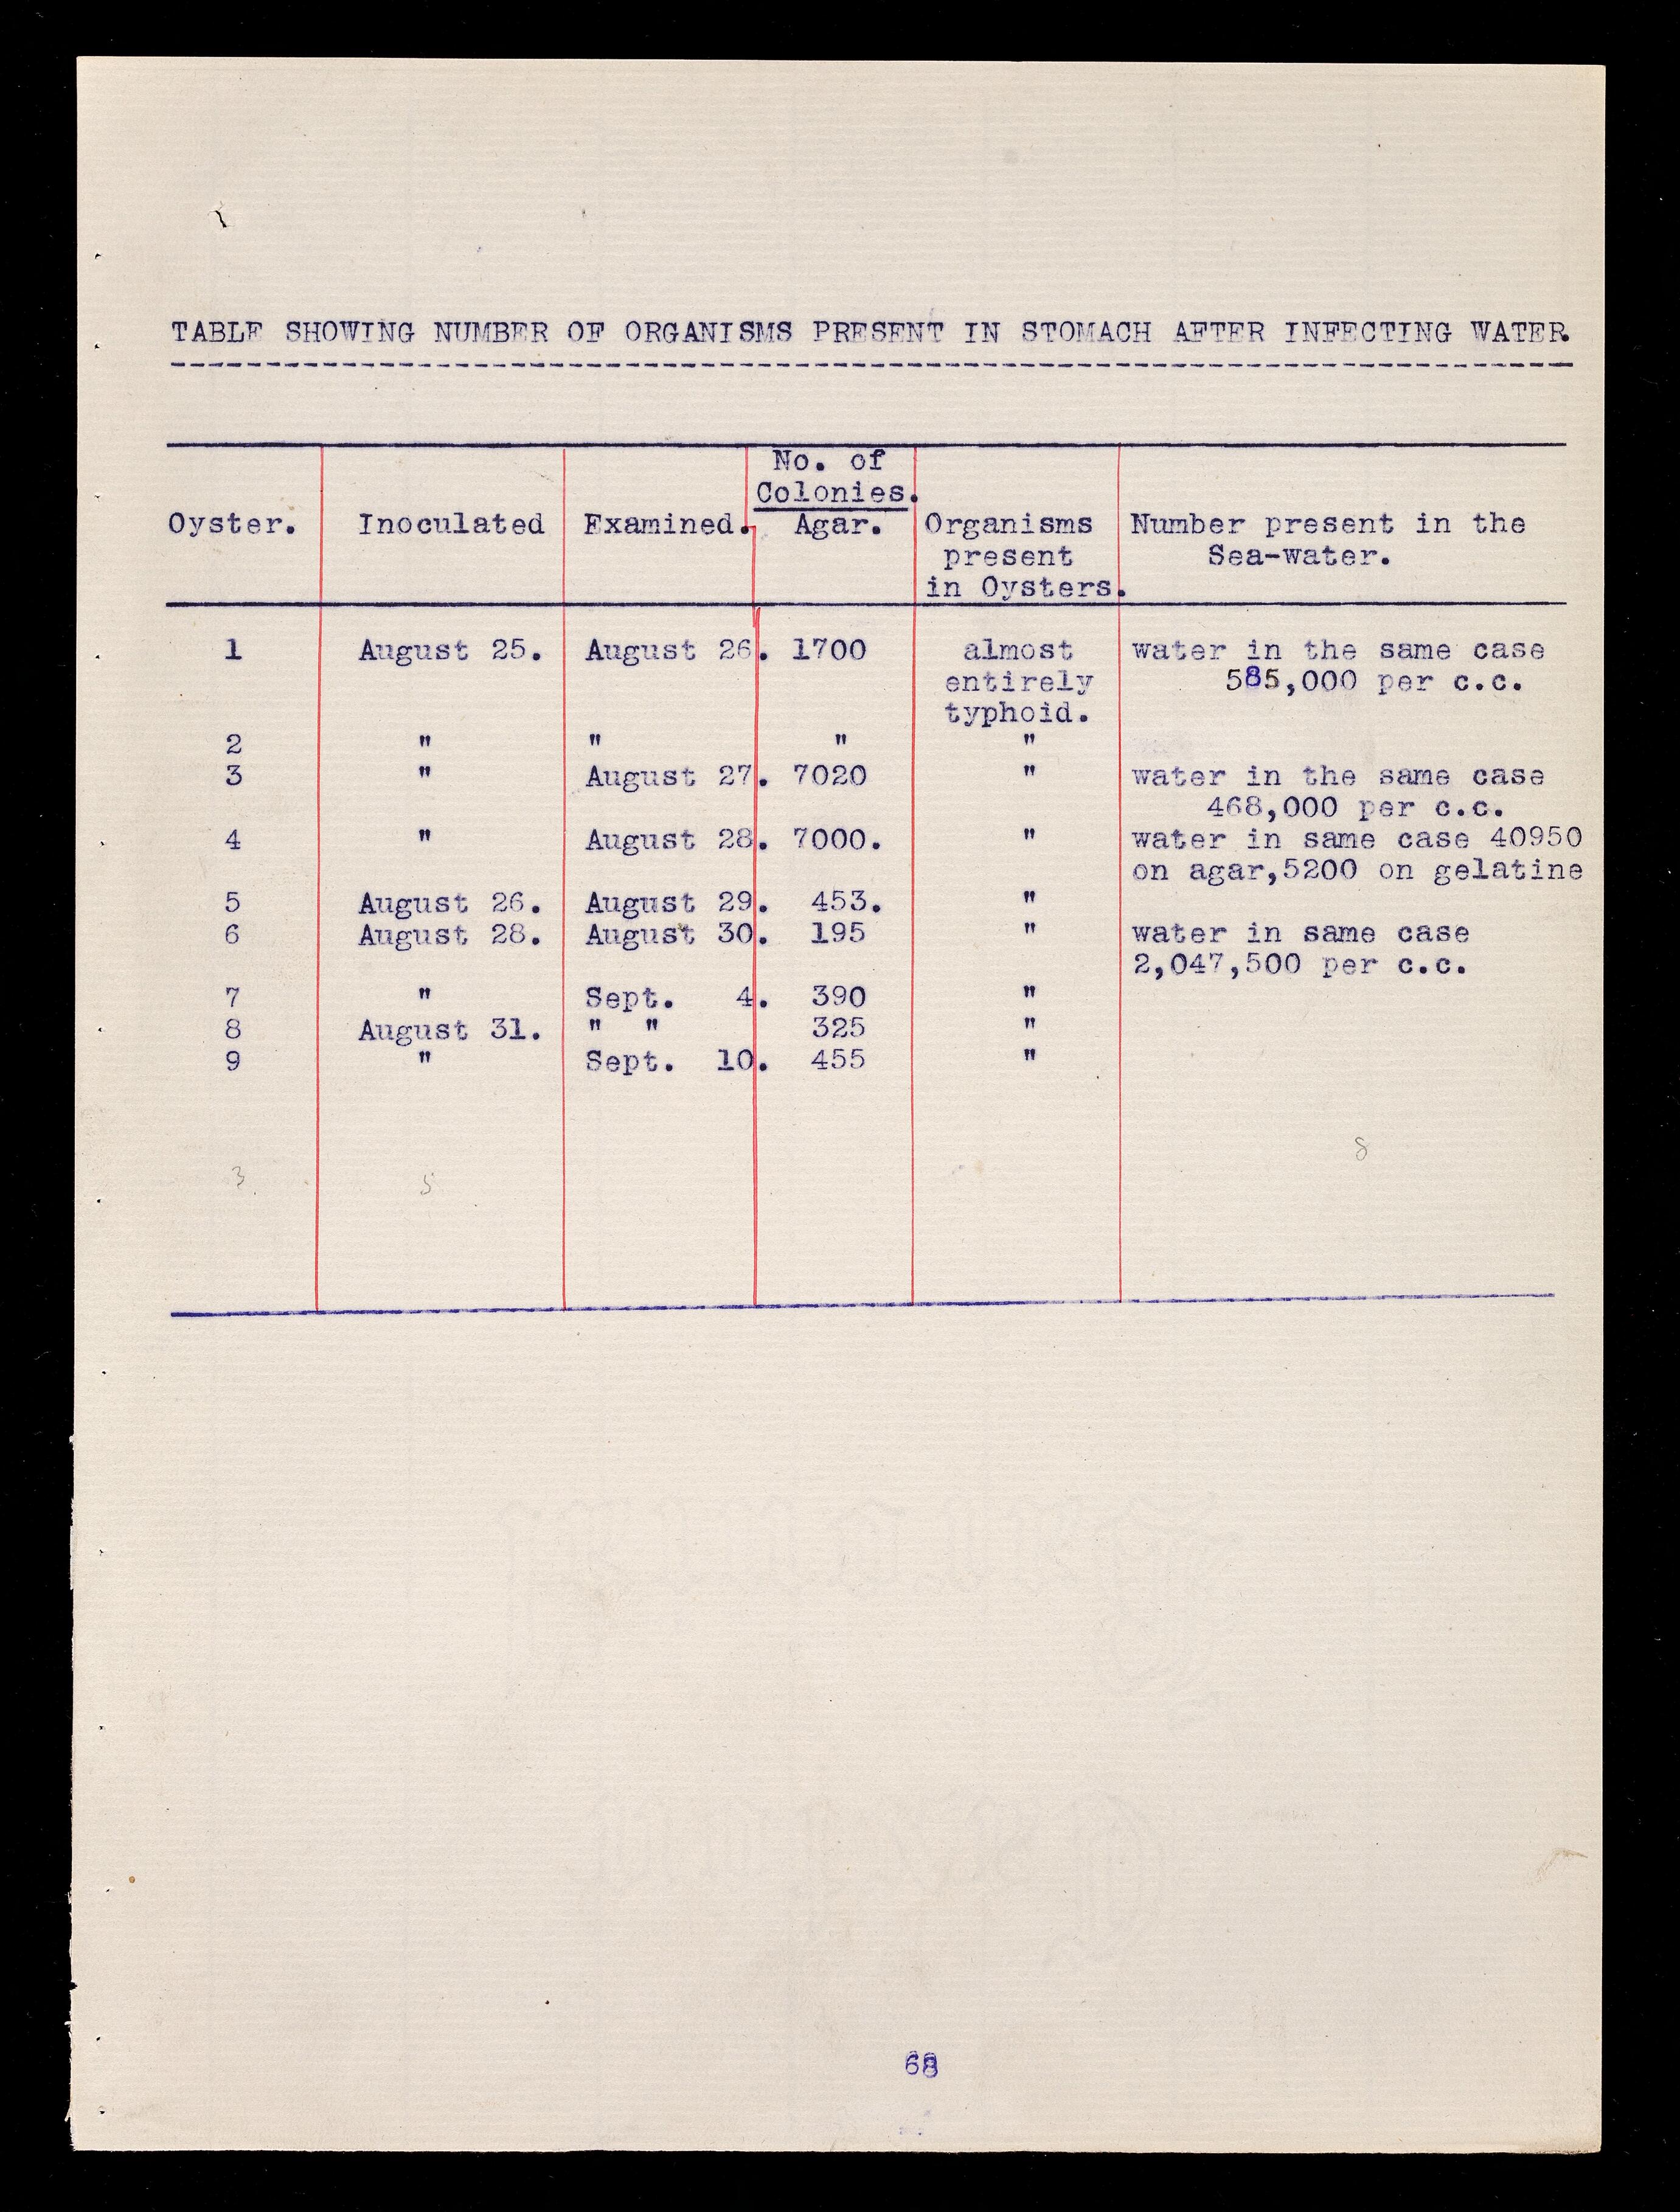 TABLE SHOWING NUMBER OF ORGANISMS PRESENT IN STOMACH AFTER INFECTING WATER
No. of
Colonies.
Oyster. Inoculated Examined. Agar. Organisms Number present in the
present Sea-water.
in Oysters.
1 August 25. August 26. 1700 almost water in the same case
entirely 585,000 per c.c.
typhoid.
2 " " " "
3 " August 27. 7020 " water in the same case
468,000 per c.c.
4 " August 28. 7000. " water in same case 40950
on agar,5200 on gelatine
5 August 26. August 29. 453. "
6 August 28. August 30. 195 " water in same case
2,047,500 per c.c.
7 " Sept. 4. 390 "
8 August 31. " " 325 "
9 " Sept. 10. 455 "
8
3 5
68